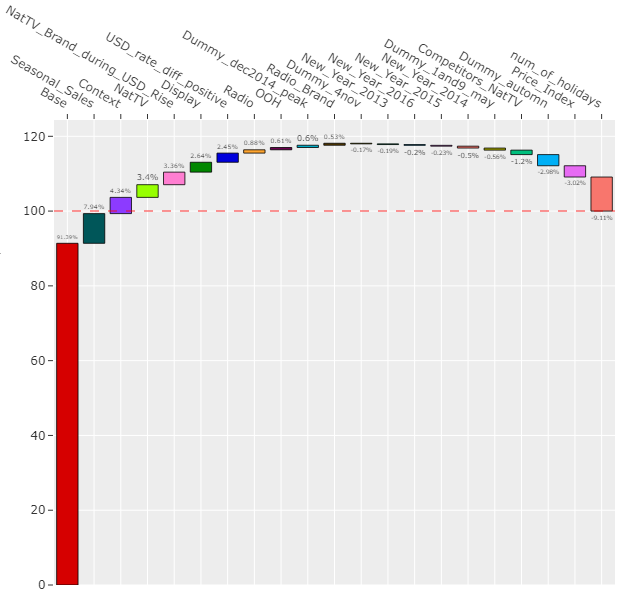 Base
Seasonal_Sales
Context
NatTV
NatTV_Brand_during_USD_Rise
Display
USD_rate_diff_positive
Radio
OOH
Dummy_dec2014_peak
Radio_Brand
Dummy_4nov
New_Year_2013
New_Year_2016
New_Year_2015
New_Year_2014
Dummy_1and9_may
Competitors_NatTV
Dummy_automn
Price_Index
num_of_holidays
120
100
80
60
40
20
0
91.29%
7.94%
4.34%
3.4%
3.36%
2.64%
2.45%
0.88%
0.61%
0.6%
0.53%
-0.17%
-0.19%
-0.2%
-0.23%
-0.5%
-0.56%
-1.2%
-2.98%
-3.02%
-9.11%